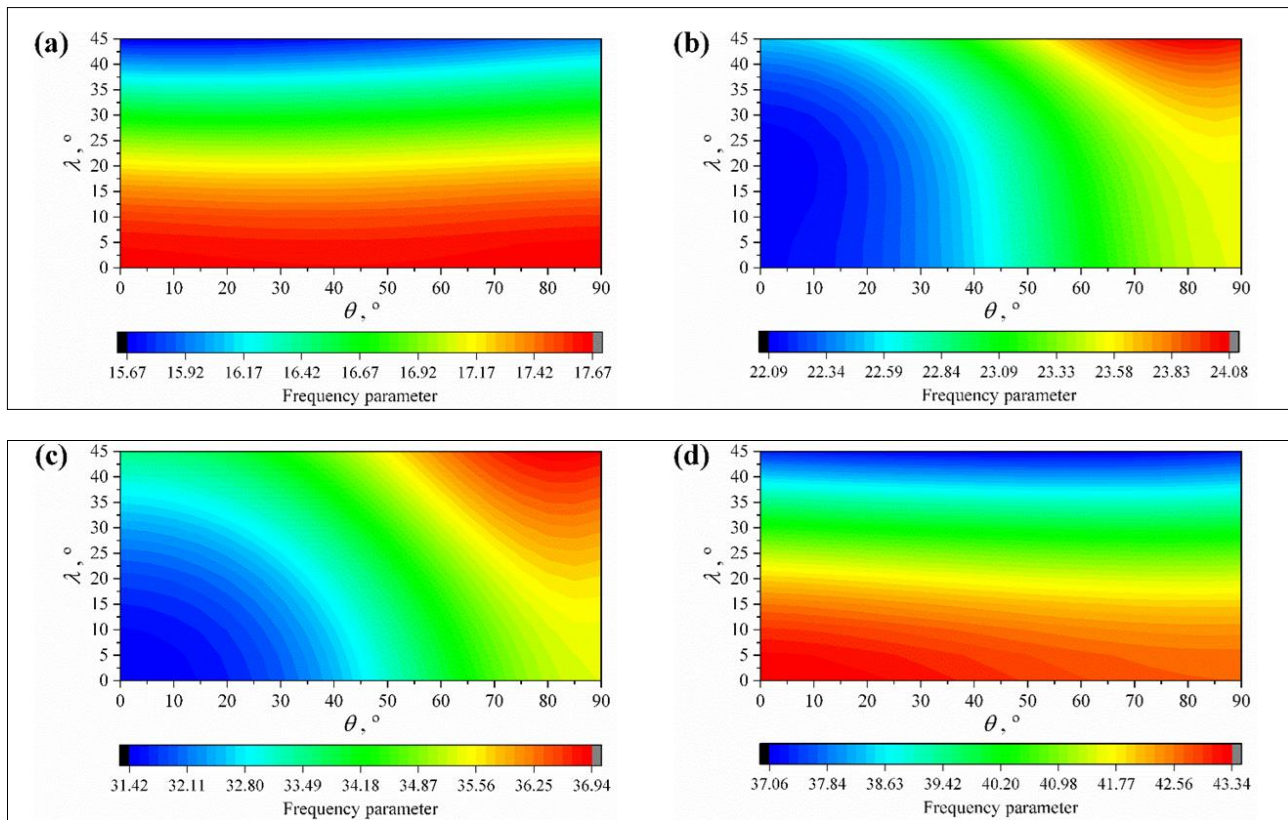 (a)
45
40
35
30
25
20
15
10
5
0
λ, °
0 10 20 30 40 50 60 70 80 90
θ, °
15.67 15.92 16.17 16.42 16.67 16.92 17.17 17.42 17.67
Frequency parameter
(b)
45
40
35
30
25
20
15
10
5
0
λ, °
0 10 20 30 40 50 60 70 80 90
θ, °
22.09 22.34 22.59 22.84 23.09 23.33 23.58 23.83 24.08
Frequency parameter
(c)
45
40
35
30
25
20
15
10
5
0
λ, °
0 10 20 30 40 50 60 70 80 90
θ, °
31.42 32.11 32.80 33.49 34.18 34.87 35.56 36.25 36.94
Frequency parameter
(d)
45
40
35
30
25
20
15
10
5
0
λ, °
0 10 20 30 40 50 60 70 80 90
θ, °
37.06 37.84 38.63 39.42 40.20 40.98 41.77 42.56 43.34
Frequency parameter